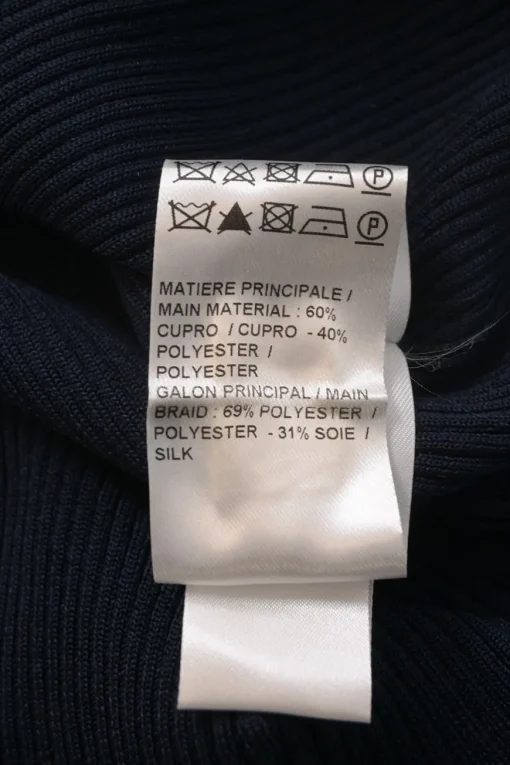 P
P
MATIERE PRINCIPALE /
MAIN MATERIAL : 60%
CUPRO / CUPRO - 40%
POLYESTER /
POLYESTER
GALON PRINCIPAL / MAIN
BRAID : 69% POLYESTER /
POLYESTER - 31% SOIE /
SILK